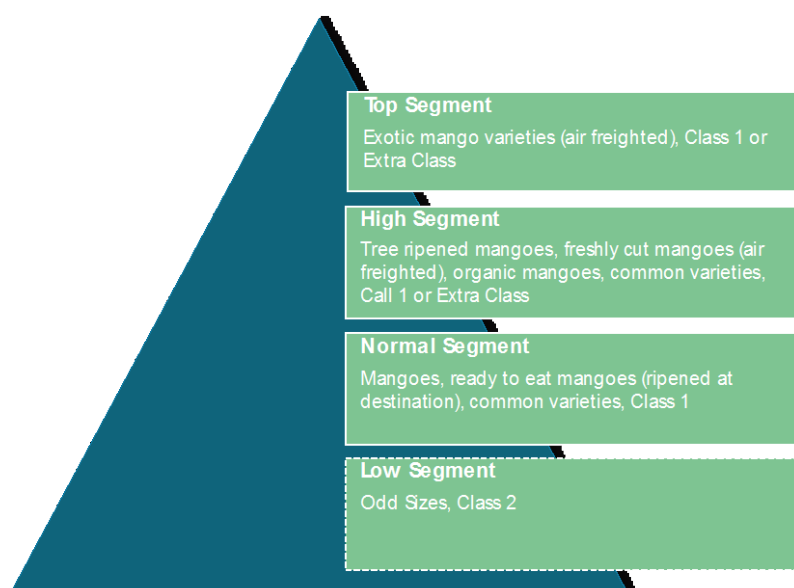 Top Segment
Exotic mango varieties (air freighted), Class 1 or
Extra Class
High Segment
Tree ripened mangoes, freshly cut mangoes (air
freighted), organic mangoes, common varieties,
Call 1 or Extra Class
Normal Segment
Mangoes, ready to eat mangoes (ripened at
destination), common varieties, Class 1
Low Segment
Odd Sizes, Class 2